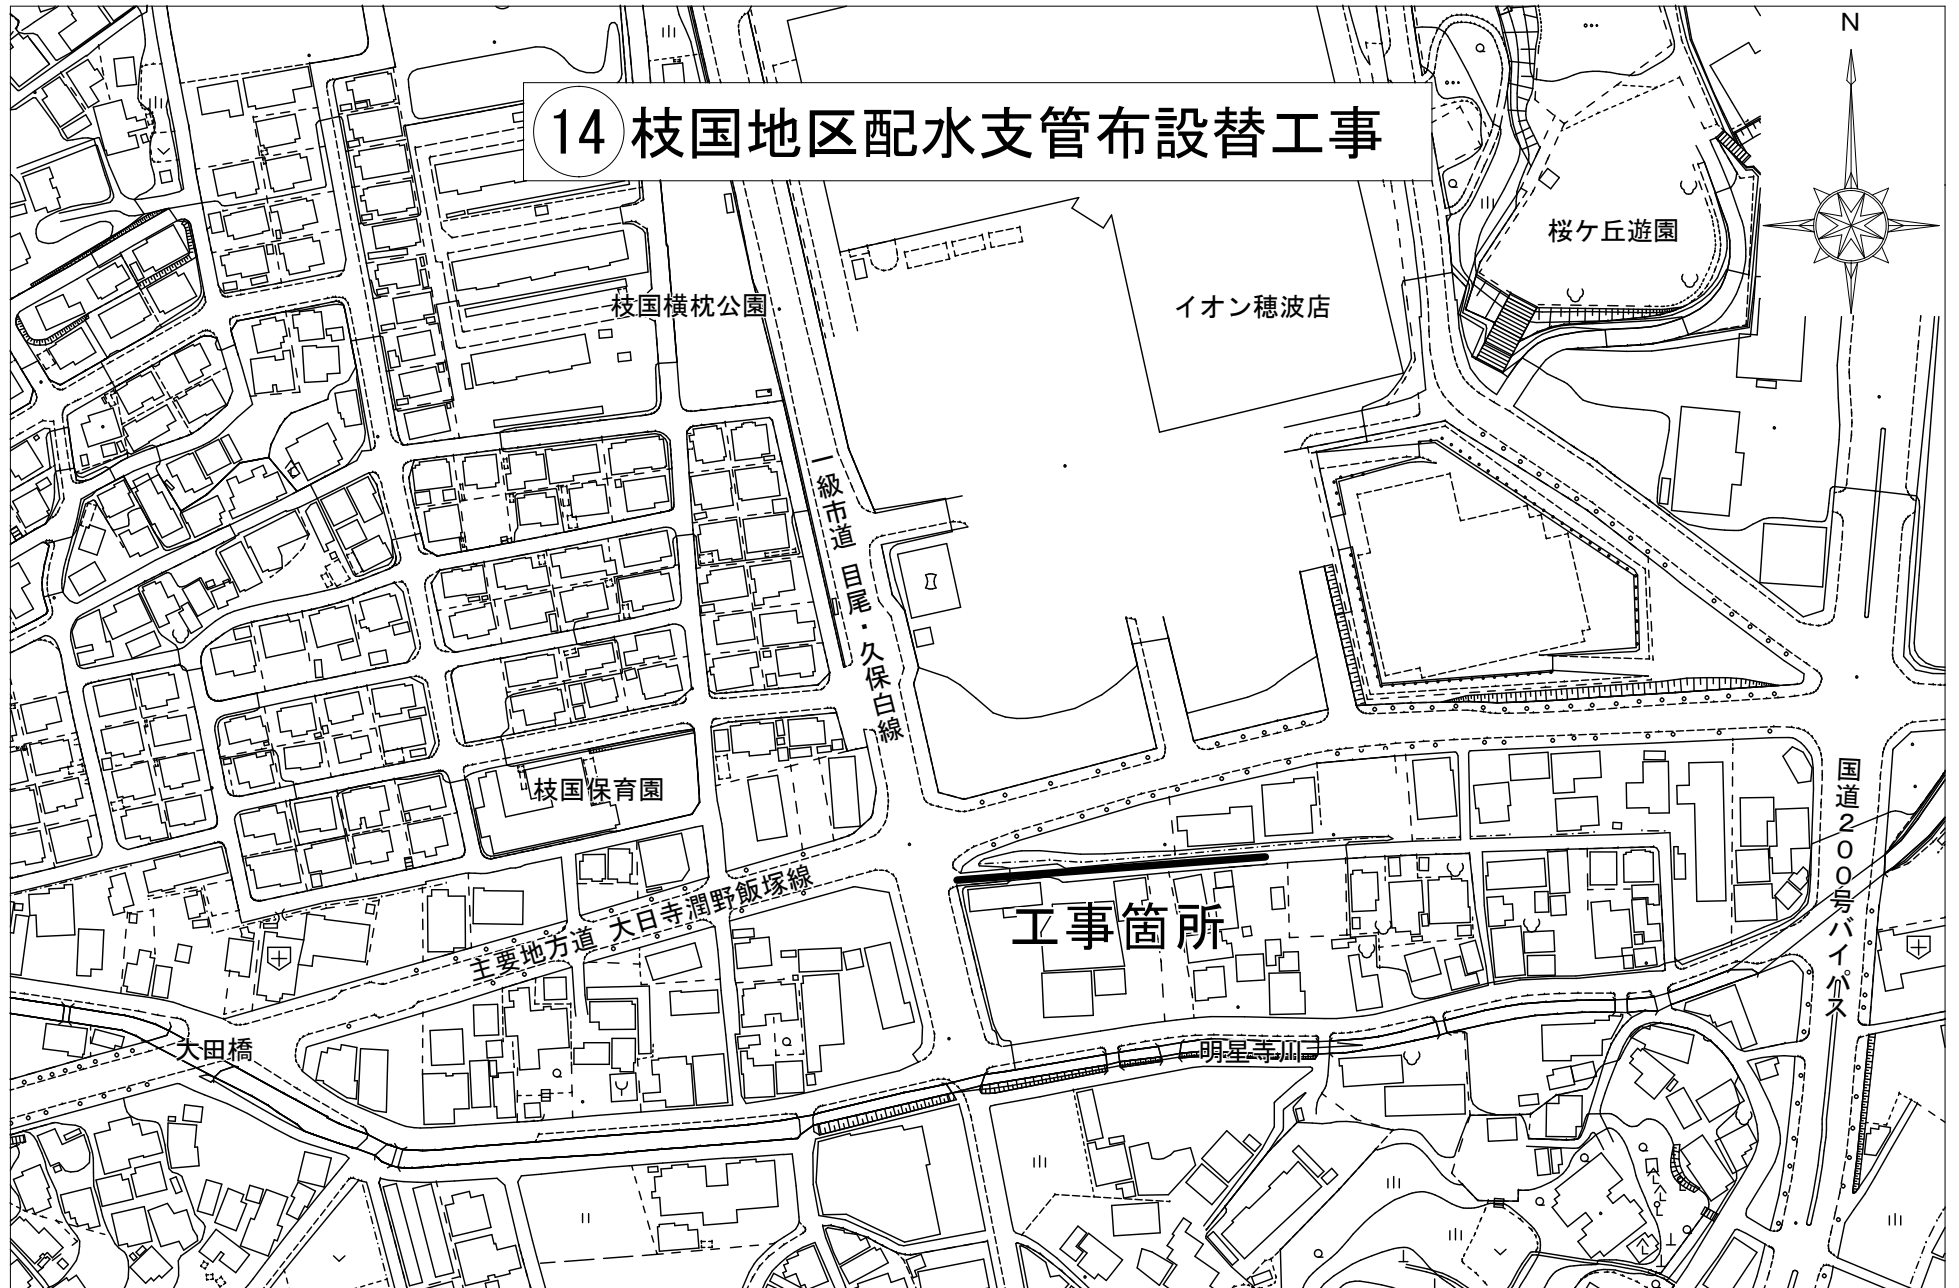 N
⑭枝国地区配水支管布設替工事
桜ケ丘遊園
枝国横枕公園
イオン穂波店
一級市道 目尾・久保白線
枝国保育園
国道200号バイパス
主要地方道 大日寺潤野飯塚線
工事箇所
大田橋
明星寺川